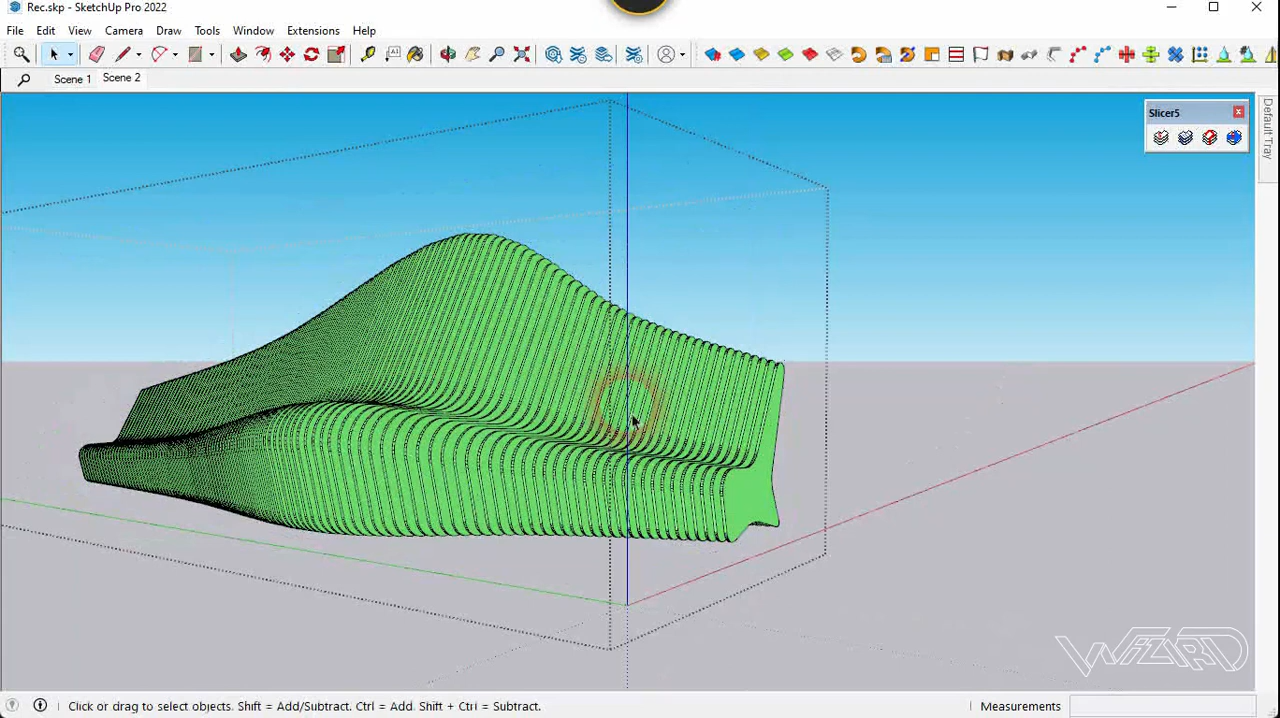 Rec.skp - SketchUp Pro 2022
File Edit View Camera Draw Tools Window Extensions Help
Scene 1 Scene 2
Slicer5
Default Tray
WIZARD
Click or drag to select objects. Shift = Add/Subtract. Ctrl = Add. Shift + Ctrl = Subtract.
Measurements